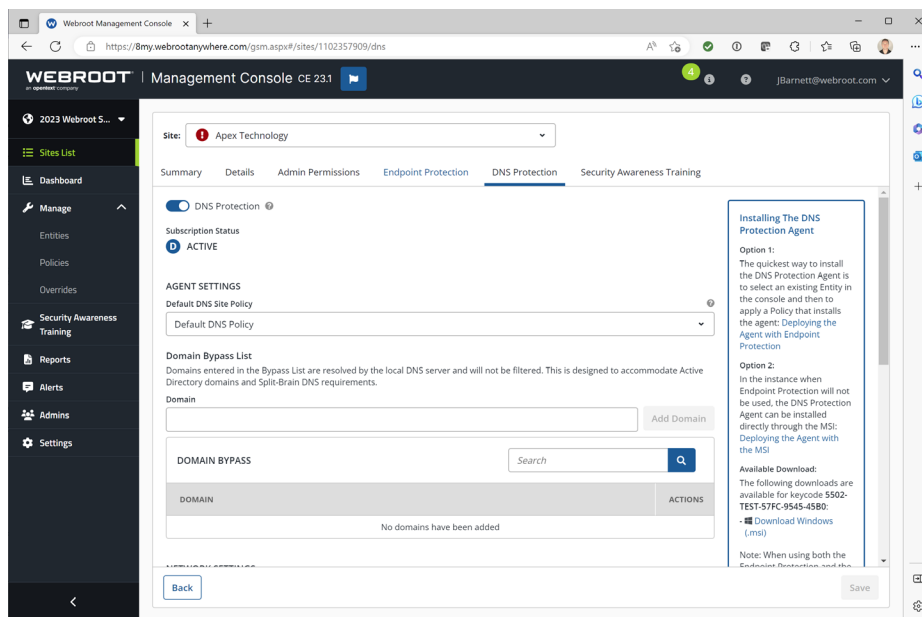 Webroot Management Console
https://8my.webrootanywhere.com/gsm.aspx#/sites/1102357909/dns
WEBROOT
an opentext company
Management Console CE 23.1
4
JBarnett@webroot.com
2023 Webroot S...
Sites List
Dashboard
Manage
Entities
Policies
Overrides
Security Awareness
Training
Reports
Alerts
Admins
Settings
Site:
Apex Technology
Summary
Details
Admin Permissions
Endpoint Protection
DNS Protection
Security Awareness Training
DNS Protection
Subscription Status
D ACTIVE
AGENT SETTINGS
Default DNS Site Policy
Default DNS Policy
Domain Bypass List
Domains entered in the Bypass List are resolved by the local DNS server and will not be filtered. This is designed to accommodate Active
Directory domains and Split-Brain DNS requirements.
Domain
Add Domain
DOMAIN BYPASS
Search
DOMAIN
ACTIONS
No domains have been added
Back
Save
Installing The DNS
Protection Agent
Option 1:
The quickest way to install
the DNS Protection Agent is
to select an existing Entity in
the console and then to
apply a Policy that installs
the agent: Deploying the
Agent with Endpoint
Protection
Option 2:
In the instance when
Endpoint Protection will not
be used, the DNS Protection
Agent can be installed
directly through the MSI:
Deploying the Agent with
the MSI
Available Download:
The following downloads are
available for keycode 5502-
TEST-57FC-9545-45B0:
- Download Windows
(.msi)
Note: When using both the